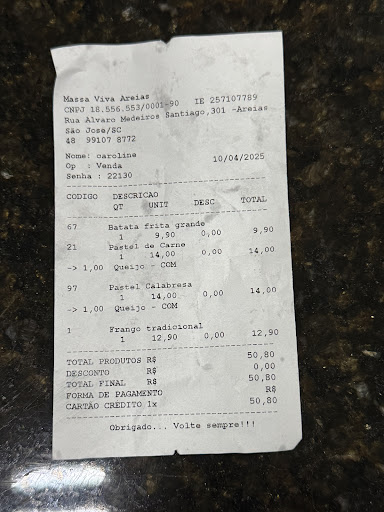 Massa Viva Areias
CNPJ 18.556.553/0001-90 IE 257107789
Rua Alvaro Medeiros Santiago,301 -Areias
São José/SC
48 99107 8772
Nome: caroline 10/04/2025
Op : Venda
Senha : 22130
CODIGO DESCRICAO
QT UNIT DESC TOTAL
67 Batata frita grande
1 9,90 0,00 9,90
21 Pastel de Carne
1 14,00 0,00 14,00
-> 1,00 Queijo - COM
97 Pastel Calabresa
1 14,00 0,00 14,00
-> 1,00 Queijo - COM
1 Frango tradicional
1 12,90 0,00 12,90
TOTAL PRODUTOS R$ 50,80
DESCONTO R$ 0,00
TOTAL FINAL R$ 50,80
FORMA DE PAGAMENTO R$
CARTÃO CREDITO 1x 50,80
Obrigado... Volte sempre!!!